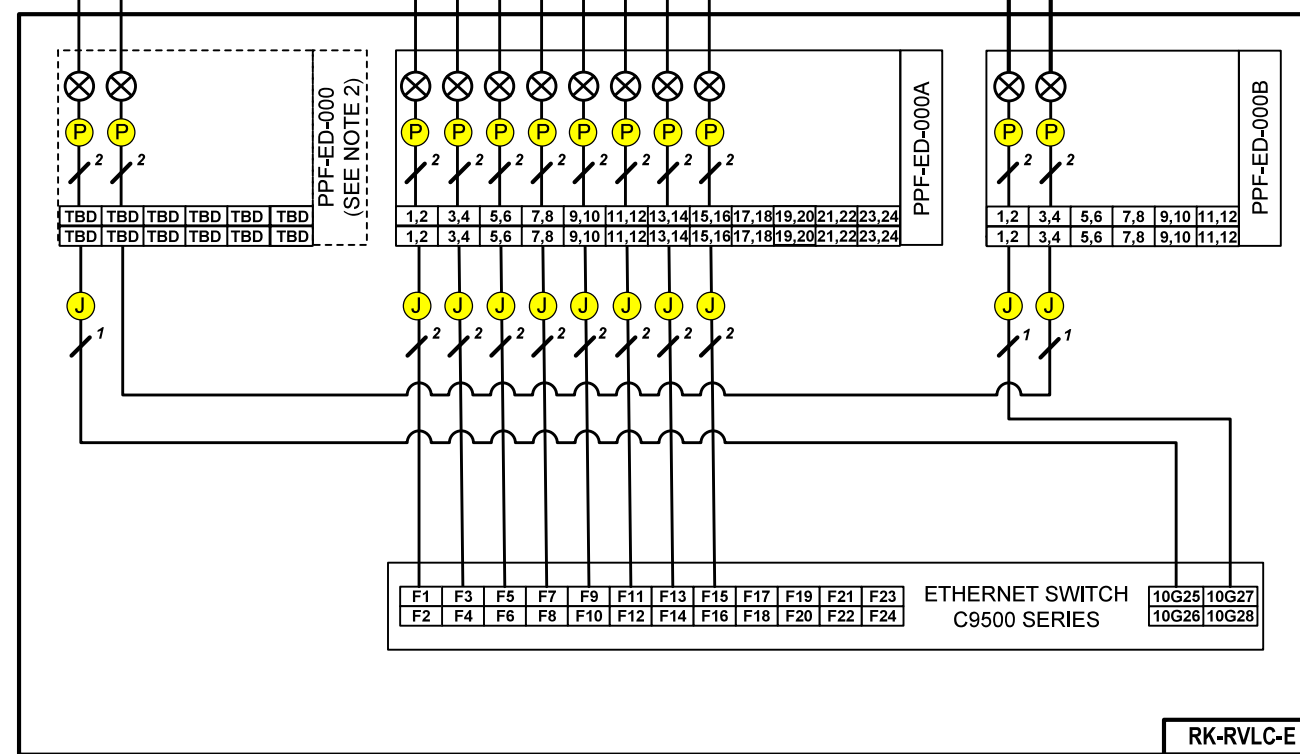 P P P P P P P P P P P P
2 2 2 2 2 2 2 2 2 2 2 2
PPF-ED-000
(SEE NOTE 2)
PPF-ED-000A
PPF-ED-000B
TBD TBD TBD TBD TBD TBD
TBD TBD TBD TBD TBD TBD
1,2 3,4 5,6 7,8 9,10 11,12 13,14 15,16 17,18 19,20 21,22 23,24
1,2 3,4 5,6 7,8 9,10 11,12 13,14 15,16 17,18 19,20 21,22 23,24
1,2 3,4 5,6 7,8 9,10 11,12
1,2 3,4 5,6 7,8 9,10 11,12
J J J J J J J J J J J
1 2 2 2 2 2 2 2 2 1 1
F1 F3 F5 F7 F9 F11 F13 F15 F17 F19 F21 F23
F2 F4 F6 F8 F10 F12 F14 F16 F18 F20 F22 F24
ETHERNET SWITCH
C9500 SERIES
10G25 10G27
10G26 10G28
RK-RVLC-E